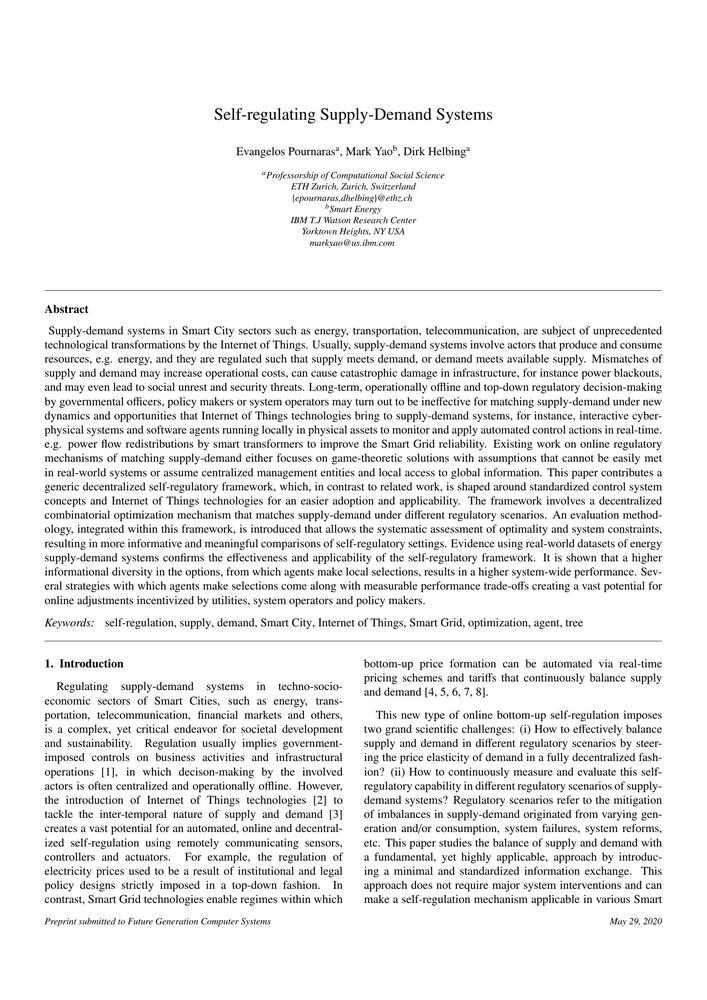 Self-regulating Supply-Demand Systems
Evangelos Pournarasa, Mark Yaob, Dirk Helbinga
aProfessorship of Computational Social Science
ETH Zurich, Zurich, Switzerland
{epournaras,dhelbing}@ethz.ch
bSmart Energy
IBM T.J Watson Research Center
Yorktown Heights, NY USA
markyao@us.ibm.com
Abstract
Supply-demand systems in Smart City sectors such as energy, transportation, telecommunication, are subject of unprecedented
technological transformations by the Internet of Things. Usually, supply-demand systems involve actors that produce and consume
resources, e.g. energy, and they are regulated such that supply meets demand, or demand meets available supply. Mismatches of
supply and demand may increase operational costs, can cause catastrophic damage in infrastructure, for instance power blackouts,
and may even lead to social unrest and security threats. Long-term, operationally offline and top-down regulatory decision-making
by governmental officers, policy makers or system operators may turn out to be ineffective for matching supply-demand under new
dynamics and opportunities that Internet of Things technologies bring to supply-demand systems, for instance, interactive cyber-
physical systems and software agents running locally in physical assets to monitor and apply automated control actions in real-time.
e.g. power flow redistributions by smart transformers to improve the Smart Grid reliability. Existing work on online regulatory
mechanisms of matching supply-demand either focuses on game-theoretic solutions with assumptions that cannot be easily met
in real-world systems or assume centralized management entities and local access to global information. This paper contributes a
generic decentralized self-regulatory framework, which, in contrast to related work, is shaped around standardized control system
concepts and Internet of Things technologies for an easier adoption and applicability. The framework involves a decentralized
combinatorial optimization mechanism that matches supply-demand under different regulatory scenarios. An evaluation method-
ology, integrated within this framework, is introduced that allows the systematic assessment of optimality and system constraints,
resulting in more informative and meaningful comparisons of self-regulatory settings. Evidence using real-world datasets of energy
supply-demand systems confirms the effectiveness and applicability of the self-regulatory framework. It is shown that a higher
informational diversity in the options, from which agents make local selections, results in a higher system-wide performance. Sev-
eral strategies with which agents make selections come along with measurable performance trade-offs creating a vast potential for
online adjustments incentivized by utilities, system operators and policy makers.
Keywords: self-regulation, supply, demand, Smart City, Internet of Things, Smart Grid, optimization, agent, tree
1. Introduction
Regulating supply-demand systems in techno-socio-
economic sectors of Smart Cities, such as energy, trans-
portation, telecommunication, financial markets and others,
is a complex, yet critical endeavor for societal development
and sustainability. Regulation usually implies government-
imposed controls on business activities and infrastructural
operations [1], in which decison-making by the involved
actors is often centralized and operationally offline. However,
the introduction of Internet of Things technologies [2] to
tackle the inter-temporal nature of supply and demand [3]
creates a vast potential for an automated, online and decentral-
ized self-regulation using remotely communicating sensors,
controllers and actuators. For example, the regulation of
electricity prices used to be a result of institutional and legal
policy designs strictly imposed in a top-down fashion. In
contrast, Smart Grid technologies enable regimes within which
bottom-up price formation can be automated via real-time
pricing schemes and tariffs that continuously balance supply
and demand [4, 5, 6, 7, 8].
This new type of online bottom-up self-regulation imposes
two grand scientific challenges: (i) How to effectively balance
supply and demand in different regulatory scenarios by steer-
ing the price elasticity of demand in a fully decentralized fash-
ion? (ii) How to continuously measure and evaluate this self-
regulatory capability in different regulatory scenarios of supply-
demand systems? Regulatory scenarios refer to the mitigation
of imbalances in supply-demand originated from varying gen-
eration and/or consumption, system failures, system reforms,
etc. This paper studies the balance of supply and demand with
a fundamental, yet highly applicable, approach by introduc-
ing a minimal and standardized information exchange. This
approach does not require major system interventions and can
make a self-regulation mechanism applicable in various Smart
Preprint submitted to Future Generation Computer Systems
May 29, 2020